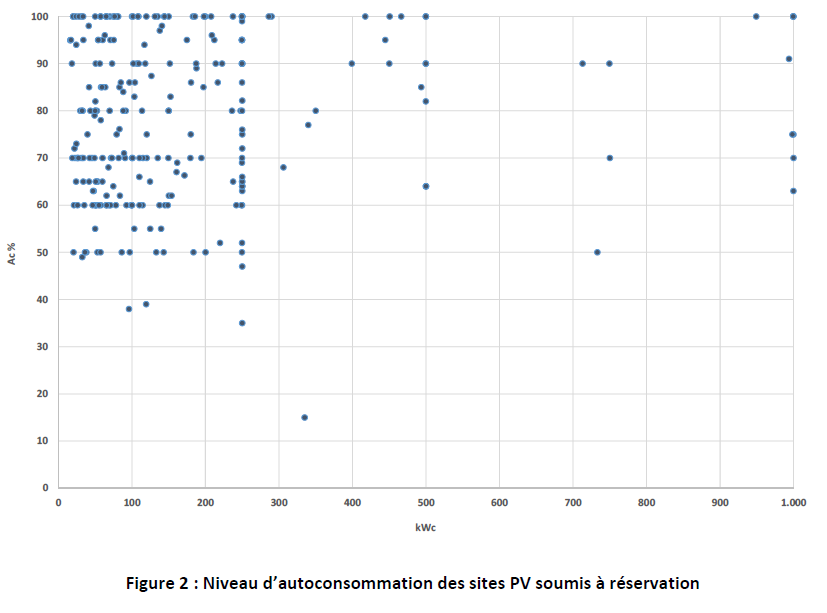 100
90
80
70
60
50
40
30
20
10
0
Ac %
0 100 200 300 400 500 600 700 800 900 1.000
kWc
Figure 2 : Niveau d’autoconsommation des sites PV soumis à réservation